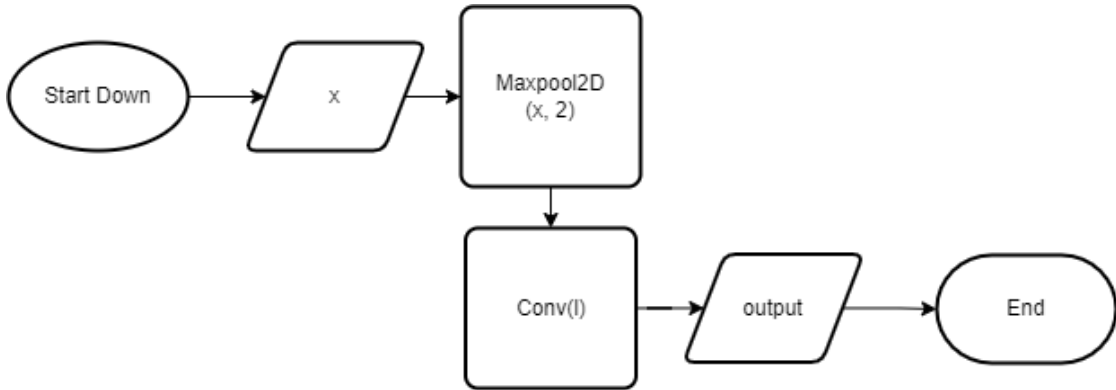 Start Down
x
Maxpool2D
(x, 2)
Conv(I)
output
End